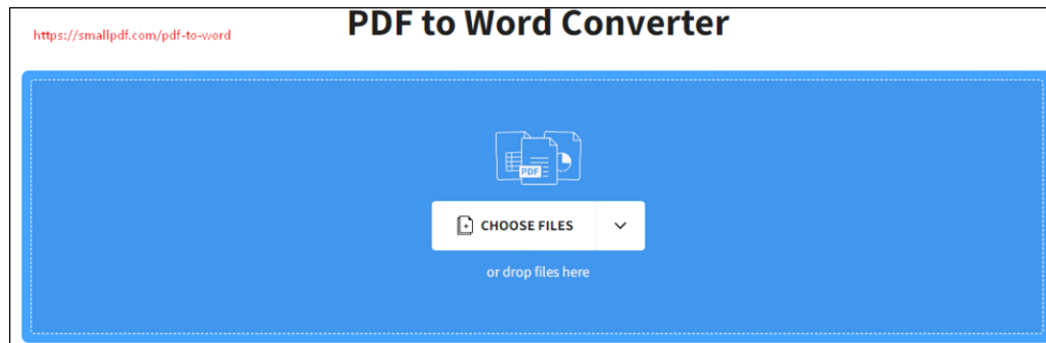 PDF to Word Converter
https://smallpdf.com/pdf-to-word
PDF
CHOOSE FILES
or drop files here